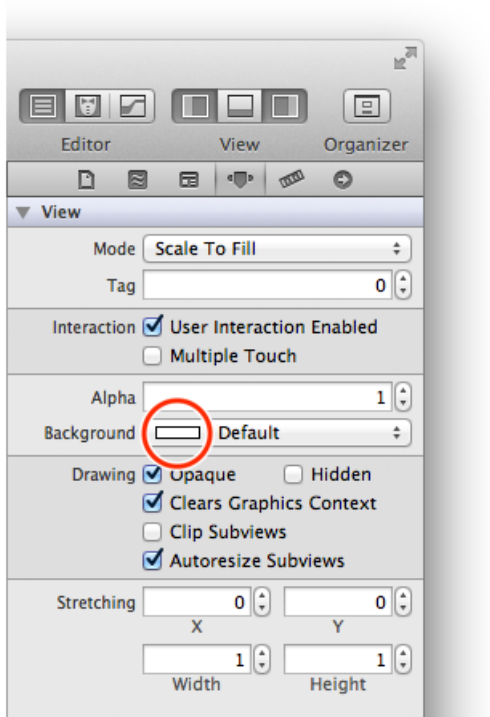 Editor View Organizer
View
Mode Scale To Fill
Tag 0
Interaction User Interaction Enabled
Multiple Touch
Alpha 1
Background Default
Drawing Opaque Hidden
Clears Graphics Context
Clip Subviews
Autoresize Subviews
Stretching 0 0
X Y
1 1
Width Height